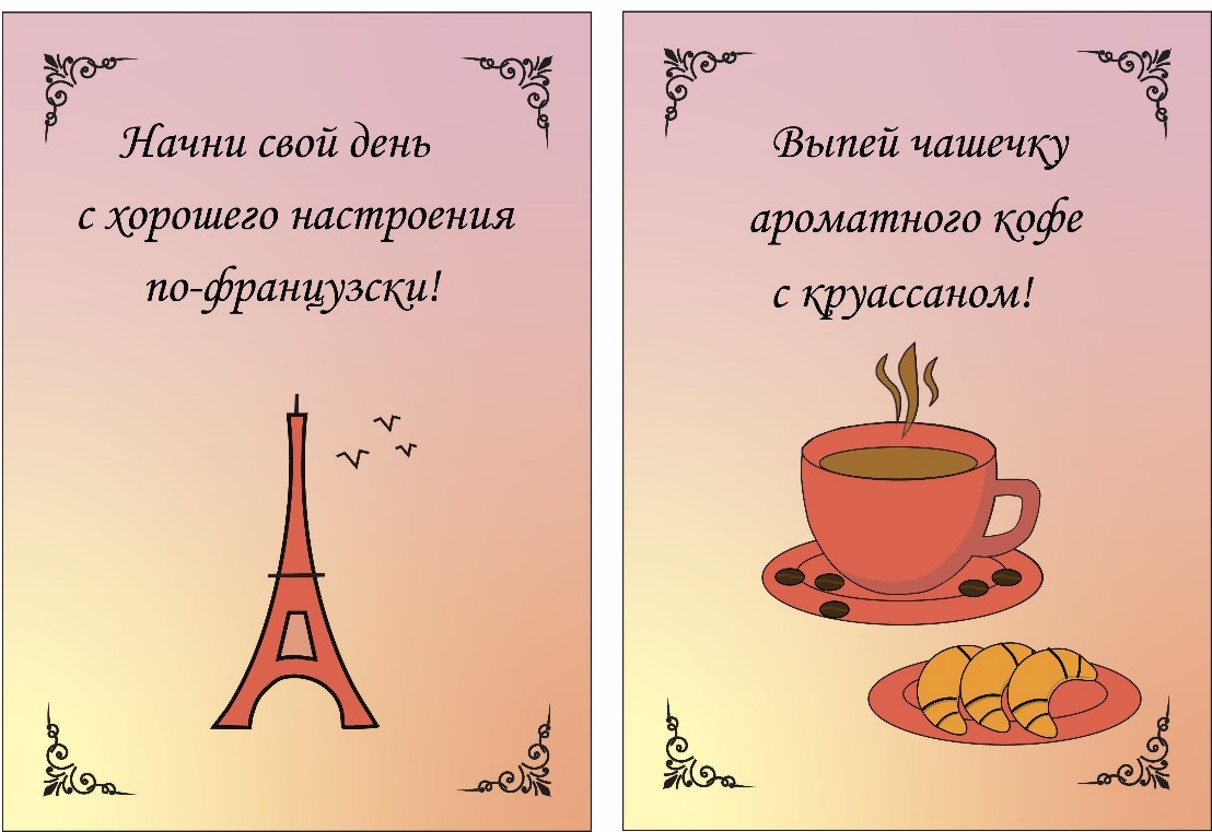 Начни свой день
с хорошего настроения
по-французски!
Выпей чашечку
ароматного кофе
с круассаном!